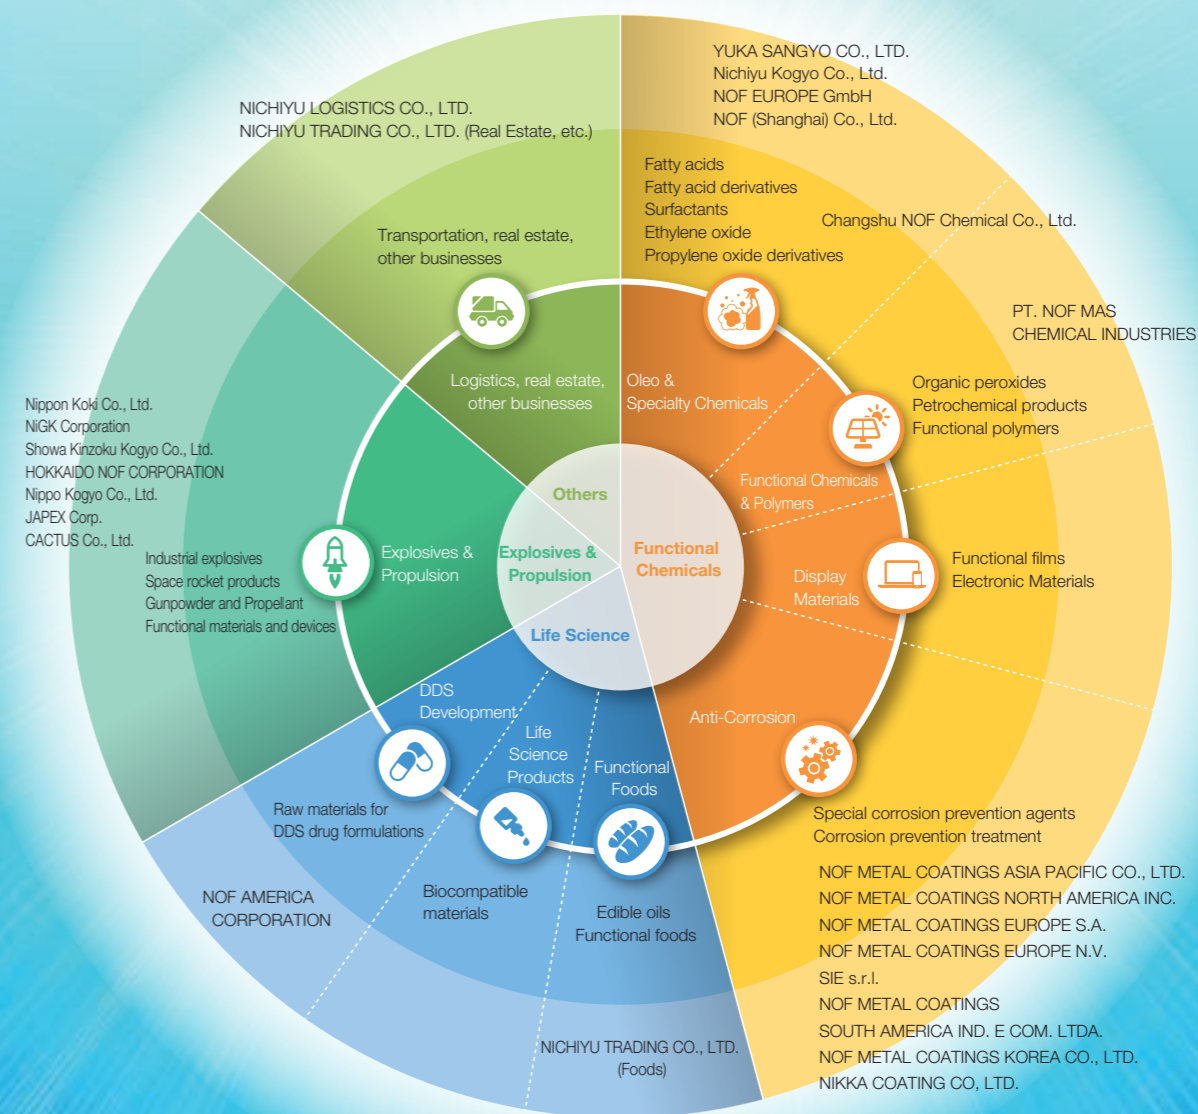 YUKA SANGYO CO., LTD.
Nichiyu Kogyo Co., Ltd.
NOF EUROPE GmbH
NOF (Shanghai) Co., Ltd.
NICHIYU LOGISTICS CO., LTD.
NICHIYU TRADING CO., LTD. (Real Estate, etc.)
Fatty acids
Fatty acid derivatives
Surfactants
Ethylene oxide
Propylene oxide derivatives
Changshu NOF Chemical Co., Ltd.
Transportation, real estate,
other businesses
PT. NOF MAS
CHEMICAL INDUSTRIES
Logistics, real estate,
other businesses
Oleo &
Specialty Chemicals
Organic peroxides
Petrochemical products
Functional polymers
Nippon Koki Co., Ltd.
NiGK Corporation
Showa Kinzoku Kogyo Co., Ltd.
HOKKAIDO NOF CORPORATION
Nippo Kogyo Co., Ltd.
JAPEX Corp.
CACTUS Co., Ltd.
Functional Chemicals
& Polymers
Others
Explosives &
Propulsion
Functional
Chemicals
Life Science
Explosives &
Propulsion
Industrial explosives
Space rocket products
Gunpowder and Propellant
Functional materials and devices
Display
Materials
Functional films
Electronic Materials
DDS
Development
Life
Science
Products
Functional
Foods
Anti-Corrosion
Raw materials for
DDS drug formulations
Special corrosion prevention agents
Corrosion prevention treatment
NOF AMERICA
CORPORATION
Biocompatible
materials
Edible oils
Functional foods
NOF METAL COATINGS ASIA PACIFIC CO., LTD.
NOF METAL COATINGS NORTH AMERICA INC.
NOF METAL COATINGS EUROPE S.A.
NOF METAL COATINGS EUROPE N.V.
SIE s.r.l.
NOF METAL COATINGS
SOUTH AMERICA IND. E COM. LTDA.
NOF METAL COATINGS KOREA CO., LTD.
NIKKA COATING CO, LTD.
NICHIYU TRADING CO., LTD.
(Foods)